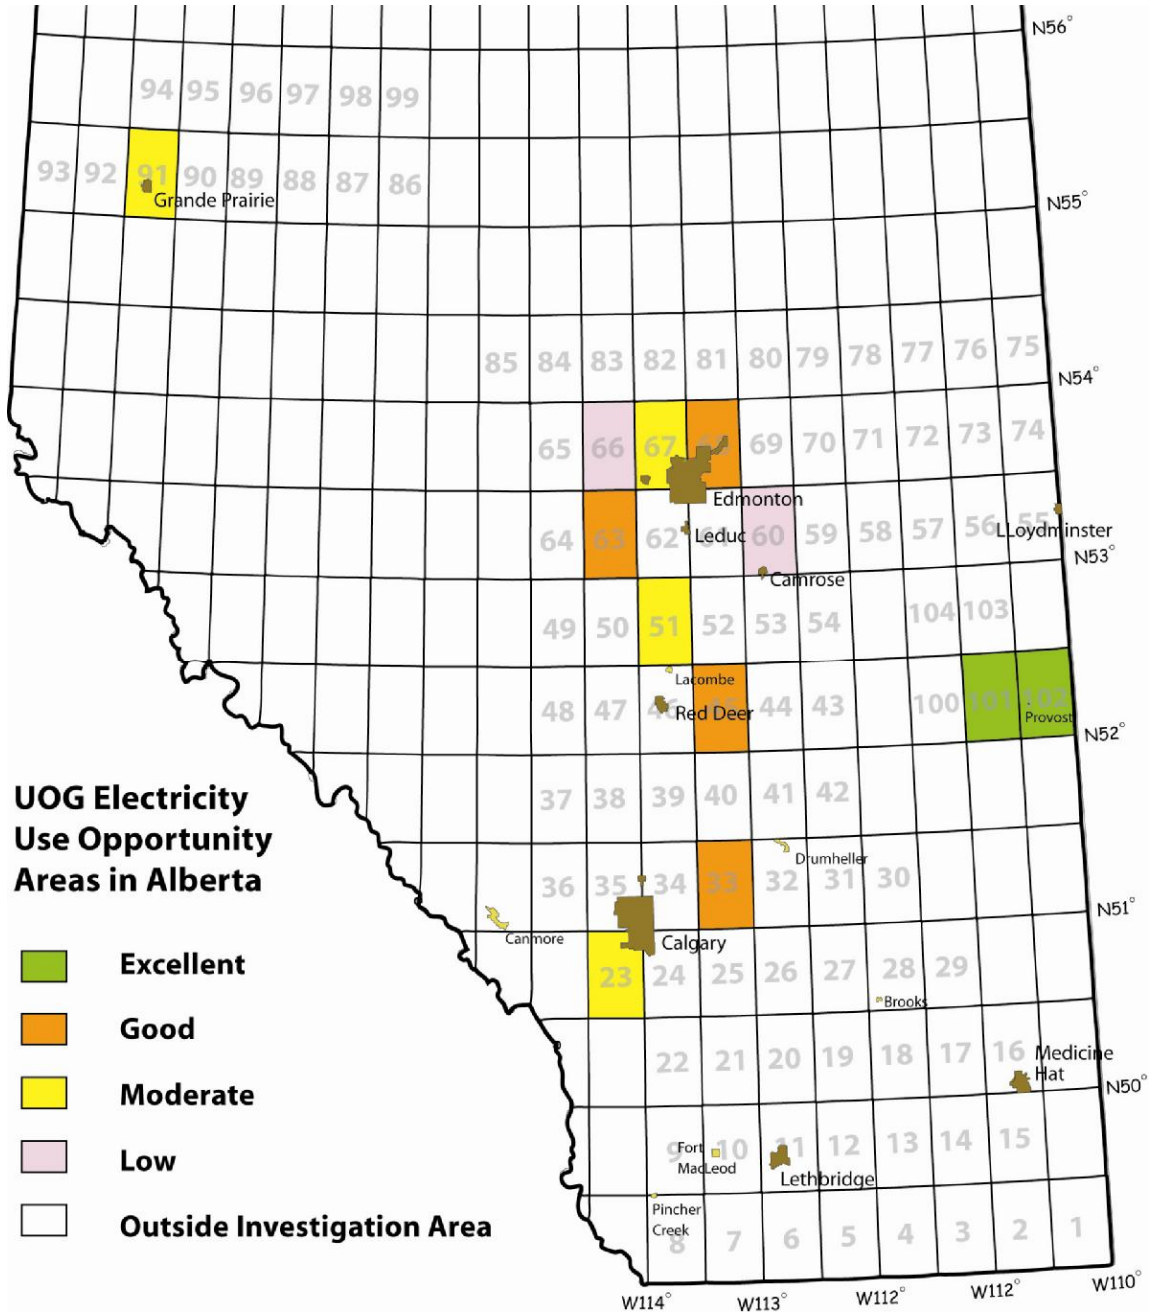 N56°
94 95 96 97 98 99
93 92 91 90 89 88 87 86
Grande Prairie
N55°
85 84 83 82 81 80 79 78 77 76 75
N54°
65 66 67 69 70 71 72 73 74
Edmonton
64 63 62 61 60 59 58 57 56 55
Leduc
LLoydminster
N53°
Camrose
49 50 51 52 53 54 104 103
Lacombe
48 47 46 45 44 43 100 101 102
Red Deer
Provost
N52°
37 38 39 40 41 42
UOG Electricity
Use Opportunity
Areas in Alberta
Drumheller
36 35 34 33 32 31 30
N51°
Canmore
Calgary
Excellent
23 24 25 26 27 28 29
Brooks
Good
22 21 20 19 18 17 16
Medicine
Hat
N50°
Moderate
9 10 11 12 13 14 15
Fort
MacLeod
Low
Lethbridge
Pincher
Creek
Outside Investigation Area
8 7 6 5 4 3 2 1
W114° W113° W112° W112° W110°